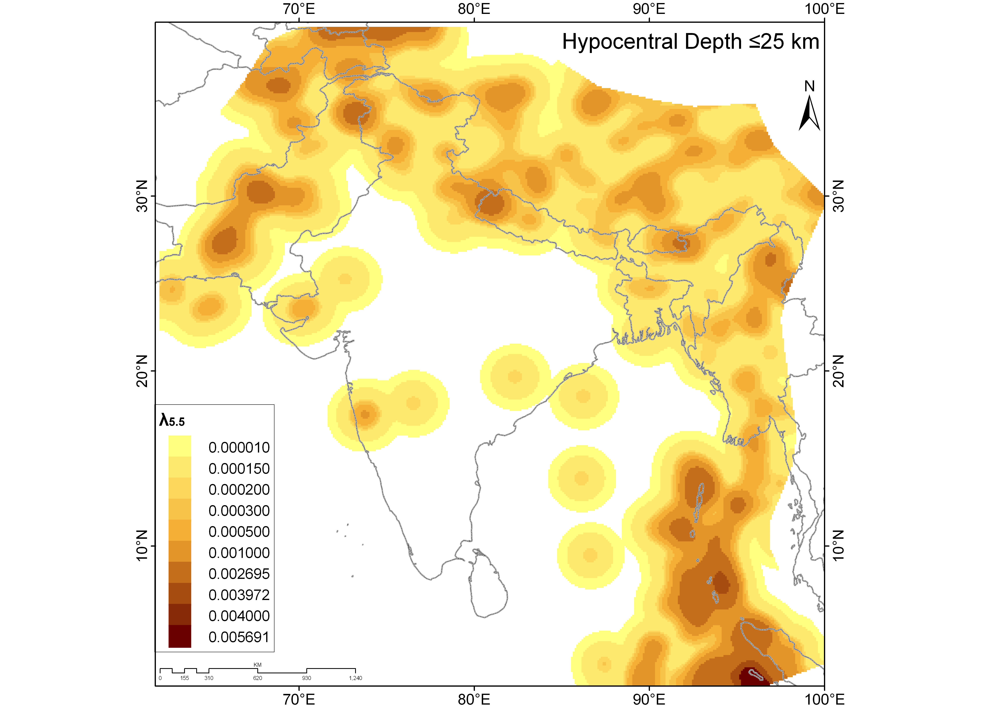 70°E 80°E 90°E 100°E
Hypocentral Depth ≤25 km
N
30°N 30°N
20°N 20°N
λ5.5
0.000010
0.000150
0.000200
0.000300
0.000500
0.001000
0.002695
0.003972
0.004000
0.005691
10°N 10°N
KM
0 155 310 620 930 1,240
70°E 80°E 90°E 100°E